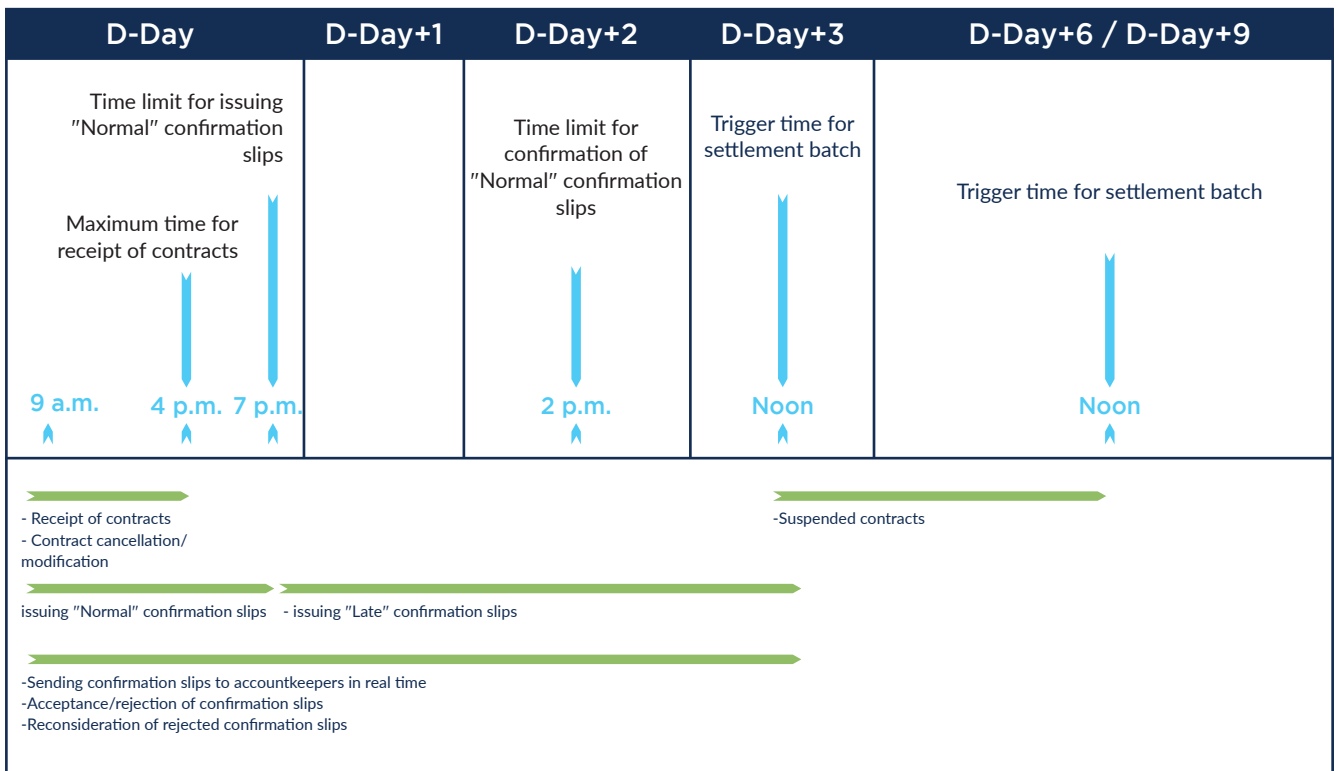 D-Day
D-Day+1
D-Day+2
D-Day+3
D-Day+6 / D-Day+9
Time limit for issuing
"Normal" confirmation
slips
Maximum time for
receipt of contracts
Time limit for
confirmation of
"Normal" confirmation
slips
Trigger time for
settlement batch
Trigger time for settlement batch
9 a.m.
4 p.m.
7 p.m.
2 p.m.
Noon
Noon
- Receipt of contracts
- Contract cancellation/
modification
-Suspended contracts
issuing "Normal" confirmation slips
- issuing "Late" confirmation slips
-Sending confirmation slips to accountkeepers in real time
-Acceptance/rejection of confirmation slips
-Reconsideration of rejected confirmation slips